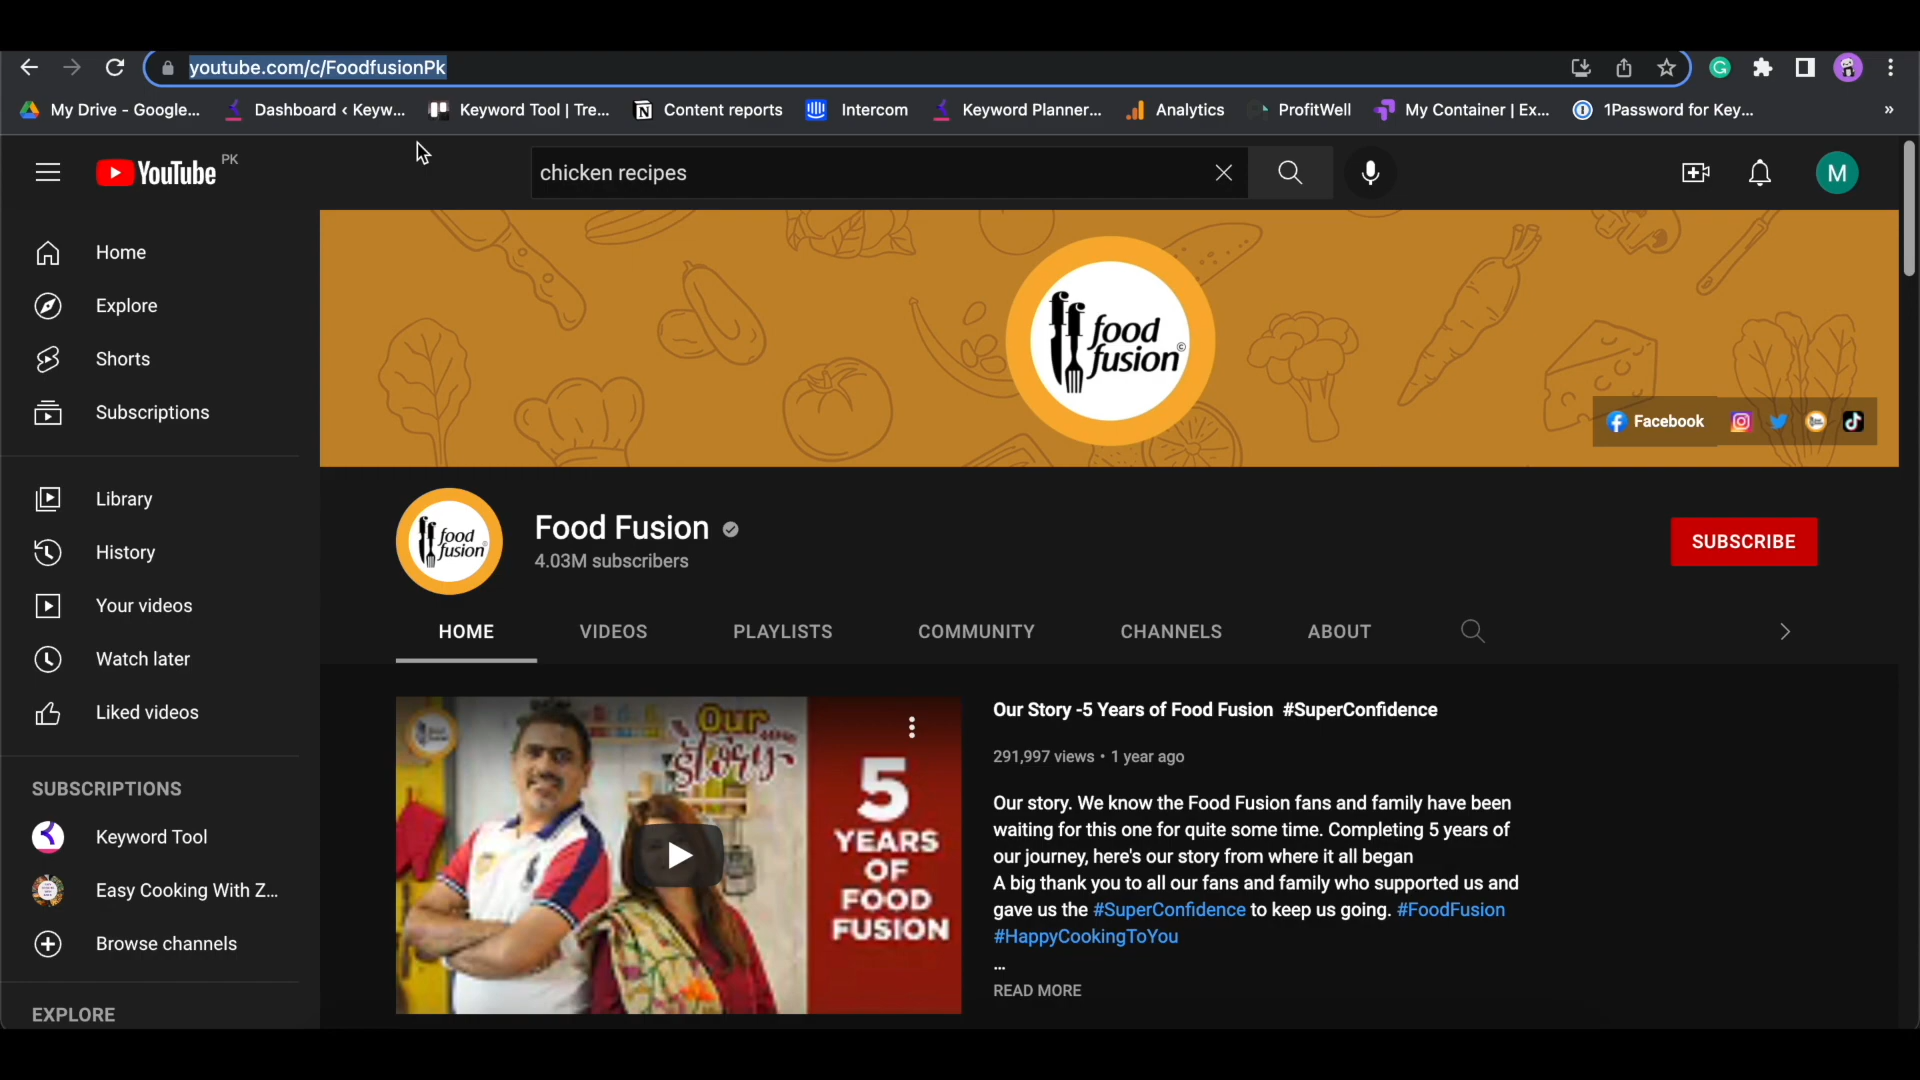 youtube.com/c/FoodfusionPk
My Drive - Google...
Dashboard ‹ Keyw...
Keyword Tool | Tre...
Content reports
Intercom
Keyword Planner...
Analytics
ProfitWell
My Container | Ex...
1Password for Key...
»
YouTube PK
chicken recipes
M
Home
Explore
Shorts
Subscriptions
Library
History
Your videos
Watch later
Liked videos
SUBSCRIPTIONS
Keyword Tool
Easy Cooking With Z...
Browse channels
EXPLORE
ff food
fusion©
Facebook
ff food
fusion
Food Fusion
4.03M subscribers
SUBSCRIBE
HOME
VIDEOS
PLAYLISTS
COMMUNITY
CHANNELS
ABOUT
Our
Story
5
YEARS
OF
FOOD
FUSION
Our Story -5 Years of Food Fusion #SuperConfidence
291,997 views • 1 year ago
Our story. We know the Food Fusion fans and family have been
waiting for this one for quite some time. Completing 5 years of
our journey, here's our story from where it all began
A big thank you to all our fans and family who supported us and
gave us the #SuperConfidence to keep us going. #FoodFusion
#HappyCookingToYou
...
READ MORE